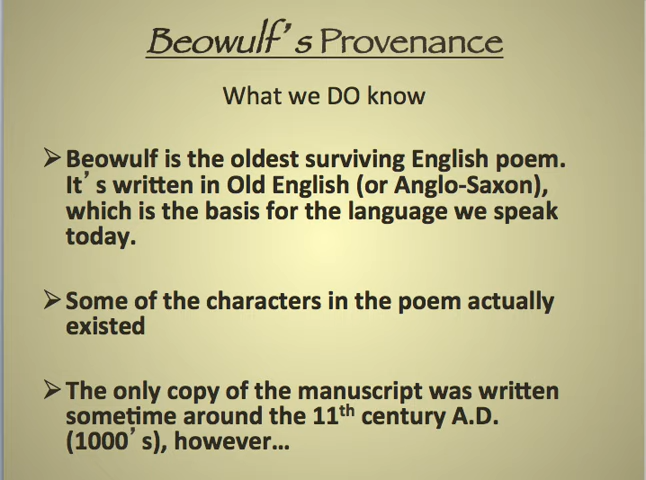 Beowulf's Provenance
What we DO know
➢ Beowulf is the oldest surviving English poem.
It's written in Old English (or Anglo-Saxon),
which is the basis for the language we speak
today.
➢ Some of the characters in the poem actually
existed
➢ The only copy of the manuscript was written
sometime around the 11th century A.D.
(1000's), however…